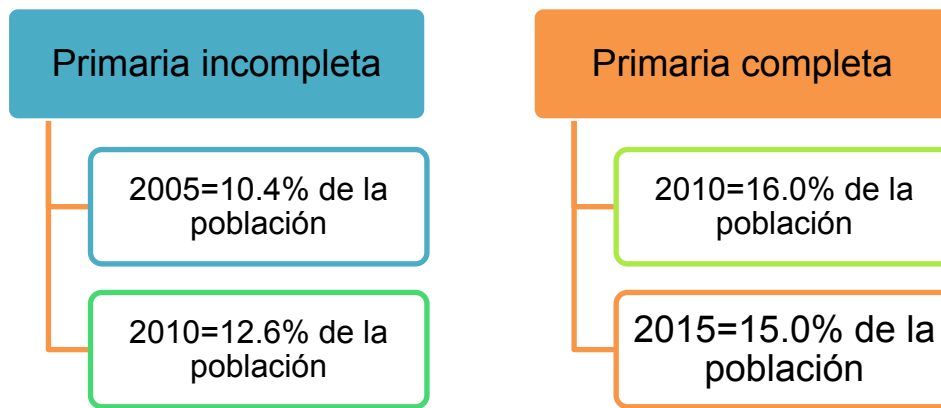 Primaria incompleta
2005=10.4% de la
población
2010=12.6% de la
población
Primaria completa
2010=16.0% de la
población
2015=15.0% de la
población